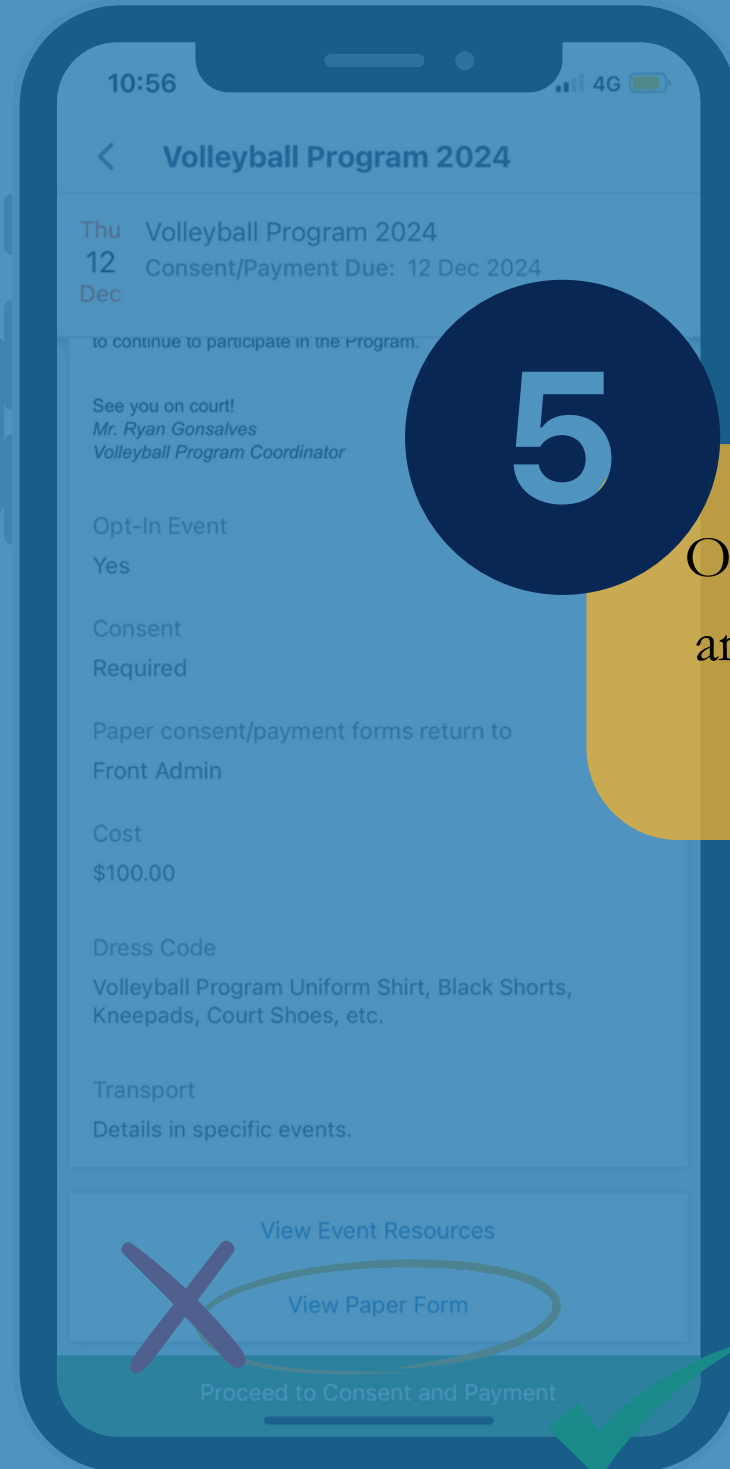 10:56
4G
Volleyball Program 2024
Thu
12
Dec
Volleyball Program 2024
Consent/Payment Due: 12 Dec 2024
to continue to participate in the Program.
See you on court!
Mr. Ryan Gonsalves
Volleyball Program Coordinator
5
Opt-In Event
Yes
Consent
Required
Paper consent/payment forms return to
Front Admin
Cost
$100.00
Dress Code
Volleyball Program Uniform Shirt, Black Shorts,
Kneepads, Court Shoes, etc.
Transport
Details in specific events.
View Event Resources
View Paper Form
Proceed to Consent and Payment